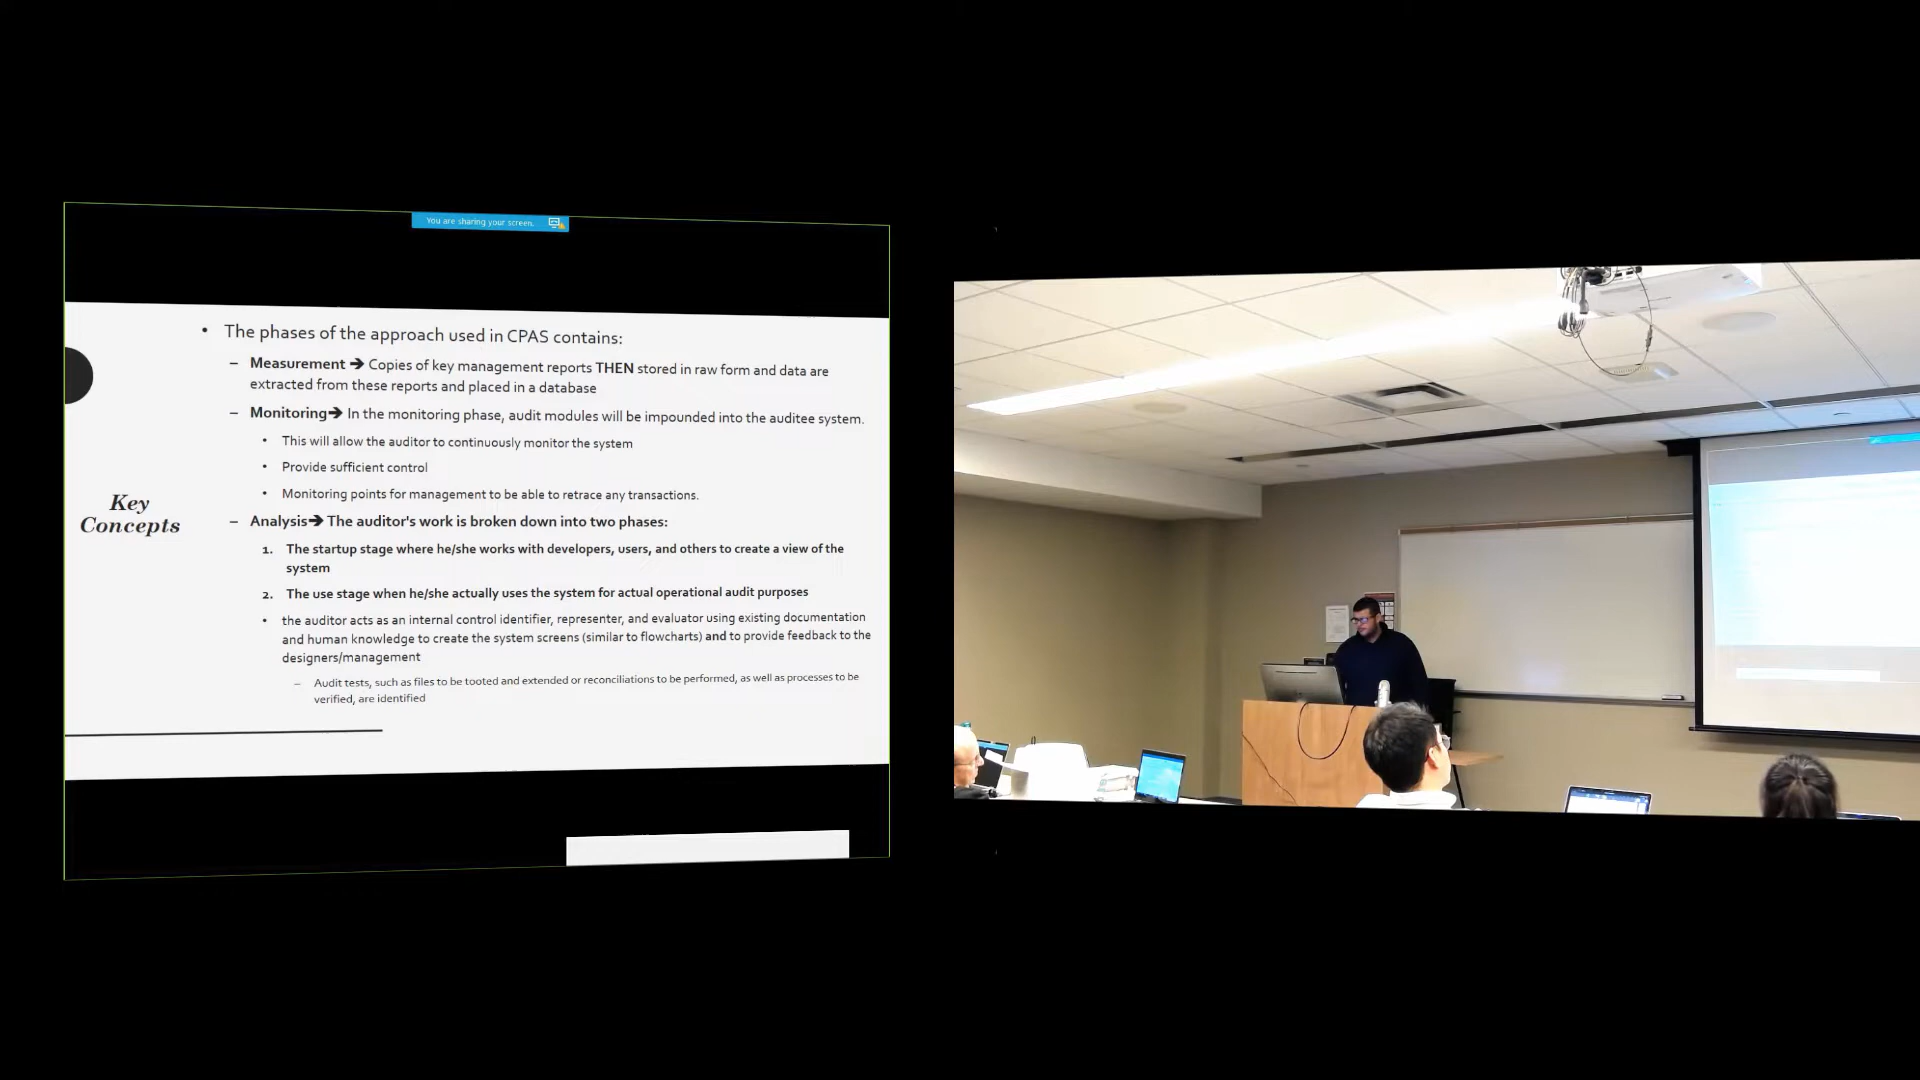 You are sharing your screen.
• The phases of the approach used in CPAS contains:
– Measurement ➔ Copies of key management reports THEN stored in raw form and data are
extracted from these reports and placed in a database
– Monitoring➔ In the monitoring phase, audit modules will be impounded into the auditee system.
• This will allow the auditor to continuously monitor the system
• Provide sufficient control
• Monitoring points for management to be able to retrace any transactions.
Key
Concepts
– Analysis➔ The auditor's work is broken down into two phases:
1. The startup stage where he/she works with developers, users, and others to create a view of the
system
2. The use stage when he/she actually uses the system for actual operational audit purposes
• the auditor acts as an internal control identifier, representer, and evaluator using existing documentation
and human knowledge to create the system screens (similar to flowcharts) and to provide feedback to the
designers/management
– Audit tests, such as files to be tooted and extended or reconciliations to be performed, as well as processes to be
verified, are identified